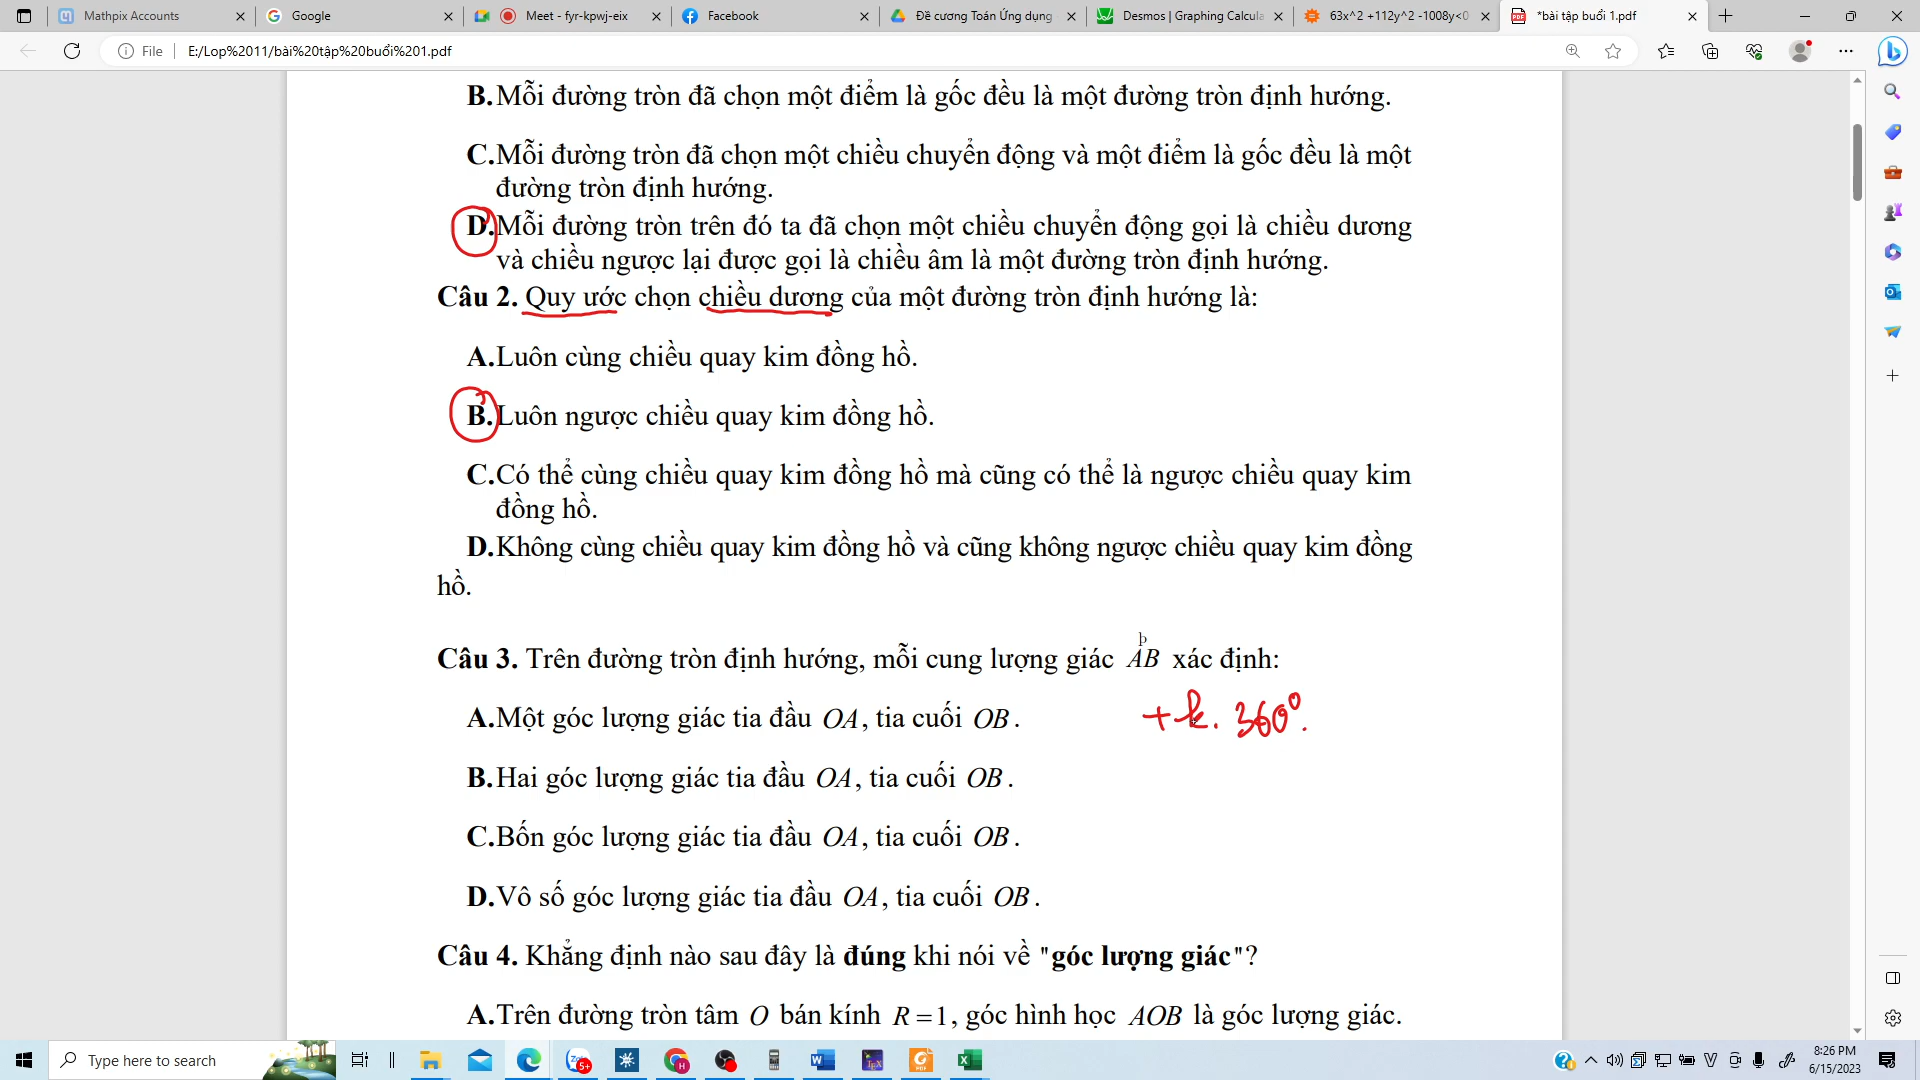 Mathpix Accounts
Google
Meet - fyr-kpwj-eix
Facebook
Đề cương Toán Ứng dụng
Desmos | Graphing Calcula
63x^2 +112y^2 -1008y<0
*bài tập buổi 1.pdf
File
E:/Lop%2011/bài%20tập%20buổi%201.pdf
B.Mỗi đường tròn đã chọn một điểm là gốc đều là một đường tròn định hướng.
C.Mỗi đường tròn đã chọn một chiều chuyển động và một điểm là gốc đều là một
đường tròn định hướng.
D.Mỗi đường tròn trên đó ta đã chọn một chiều chuyển động gọi là chiều dương
và chiều ngược lại được gọi là chiều âm là một đường tròn định hướng.
Câu 2. Quy ước chọn chiều dương của một đường tròn định hướng là:
A.Luôn cùng chiều quay kim đồng hồ.
B.Luôn ngược chiều quay kim đồng hồ.
C.Có thể cùng chiều quay kim đồng hồ mà cũng có thể là ngược chiều quay kim
đồng hồ.
D.Không cùng chiều quay kim đồng hồ và cũng không ngược chiều quay kim đồng
hồ.
þ
Câu 3. Trên đường tròn định hướng, mỗi cung lượng giác AB xác định:
A.Một góc lượng giác tia đầu OA, tia cuối OB.
+k. 360°.
B.Hai góc lượng giác tia đầu OA, tia cuối OB.
C.Bốn góc lượng giác tia đầu OA, tia cuối OB.
D.Vô số góc lượng giác tia đầu OA, tia cuối OB.
Câu 4. Khẳng định nào sau đây là đúng khi nói về "góc lượng giác"?
A.Trên đường tròn tâm O bán kính R=1, góc hình học AOB là góc lượng giác.
Type here to search
8:26 PM
6/15/2023